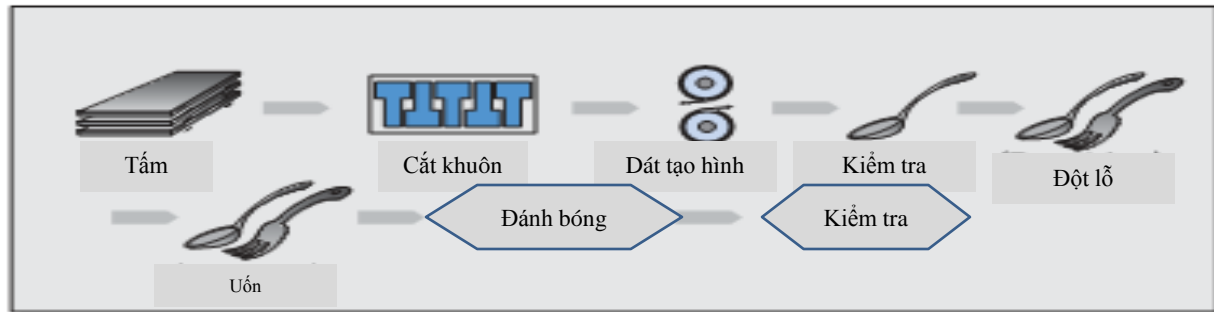 Tấm
Cắt khuôn
Dát tạo hình
Kiểm tra
Đột lỗ
Uốn
Đánh bóng
Kiểm tra